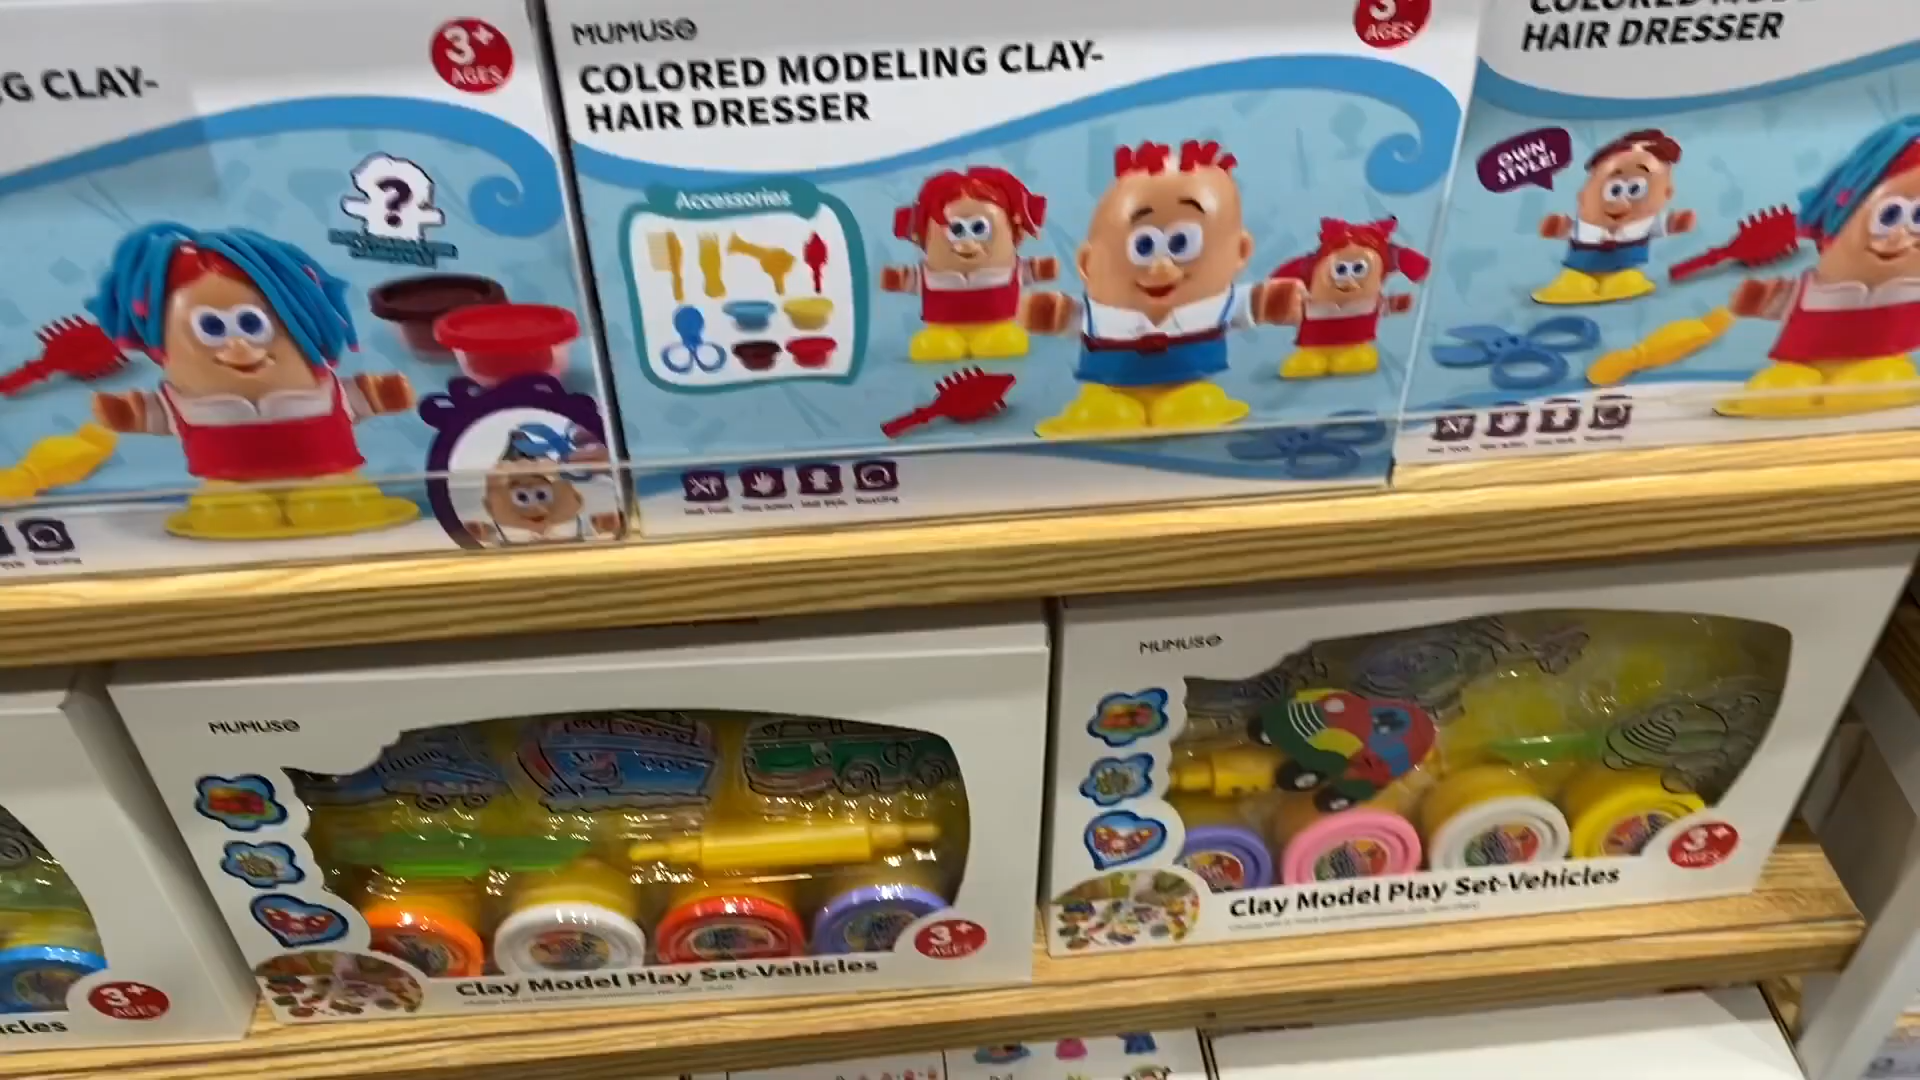 G CLAY-
3+
AGES
?
MUMUSO
COLORED MODELING CLAY-
HAIR DRESSER
3+
AGES
Accessories
HAIR DRESSER
OWN
STYLE!
MUMUSO
Clay Model Play Set-Vehicles
3+
AGES
MUMUSO
Clay Model Play Set-Vehicles
3+
AGES
icles
3+
AGES